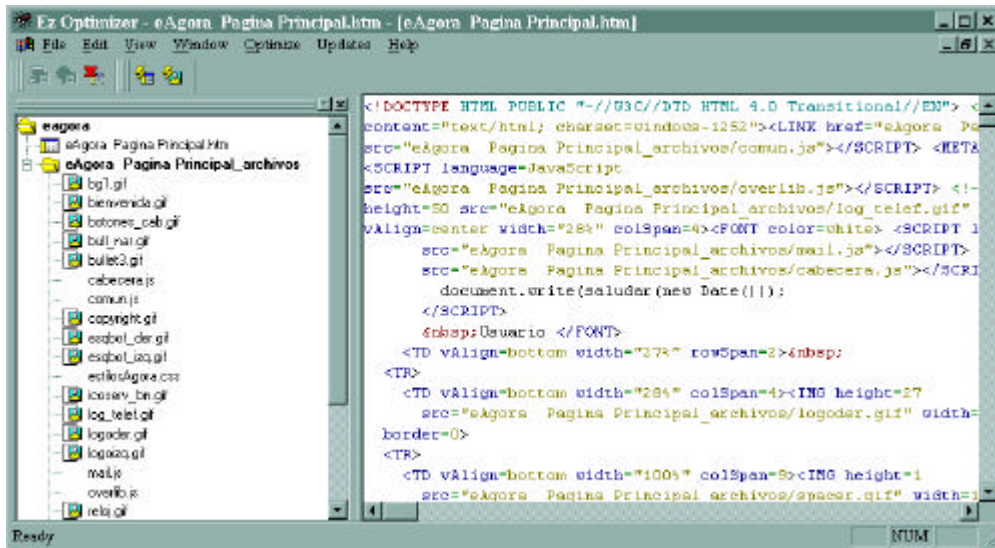 Ez Optimizer - eAgora Pagina Principal.htm - [eAgora Pagina Principal.htm]
File Edit View Window Optimize Updates Help
eagora
eAgora Pagina Principal.htm
eAgora Pagina Principal_archivos
bg1.gif
bienvenida.gif
botones_cab.gif
bull_nar.gif
bullet3.gif
cabecera.js
comun.js
copyright.gif
esqbot_der.gif
esqbot_izq.gif
estilosAgora.css
icoserv_bn.gif
log_telef.gif
logoder.gif
logoizq.gif
mail.js
overlib.js
reloj.gif
<!DOCTYPE HTML PUBLIC "-//W3C//DTD HTML 4.0 Transitional//EN"> <
content="text/html; charset=windows-1252"><LINK href="eAgora  Pa
src="eAgora  Pagina Principal_archivos/comun.js"></SCRIPT> <META
<SCRIPT language=JavaScript
src="eAgora  Pagina Principal_archivos/overlib.js"></SCRIPT> <!-
height=50 src="eAgora  Pagina Principal_archivos/log_telef.gif"
vAlign=center width="28%" colSpan=4><FONT color=white> <SCRIPT l
src="eAgora  Pagina Principal_archivos/mail.js"></SCRIPT>
src="eAgora  Pagina Principal_archivos/cabecera.js"></SCRI
document.write(saludar(new Date()));
</SCRIPT>
&nbsp;Usuario </FONT>
<TD vAlign=bottom width="37%" rowSpan=2>&nbsp;
<TR>
<TD vAlign=bottom width="28%" colSpan=4><IMG height=27
src="eAgora  Pagina Principal_archivos/logoder.gif" width=
border=0>
<TR>
<TD vAlign=bottom width="100%" colSpan=9><IMG height=1
src="eAgora  Pagina Principal_archivos/spacer.gif" width=1
Ready NUM